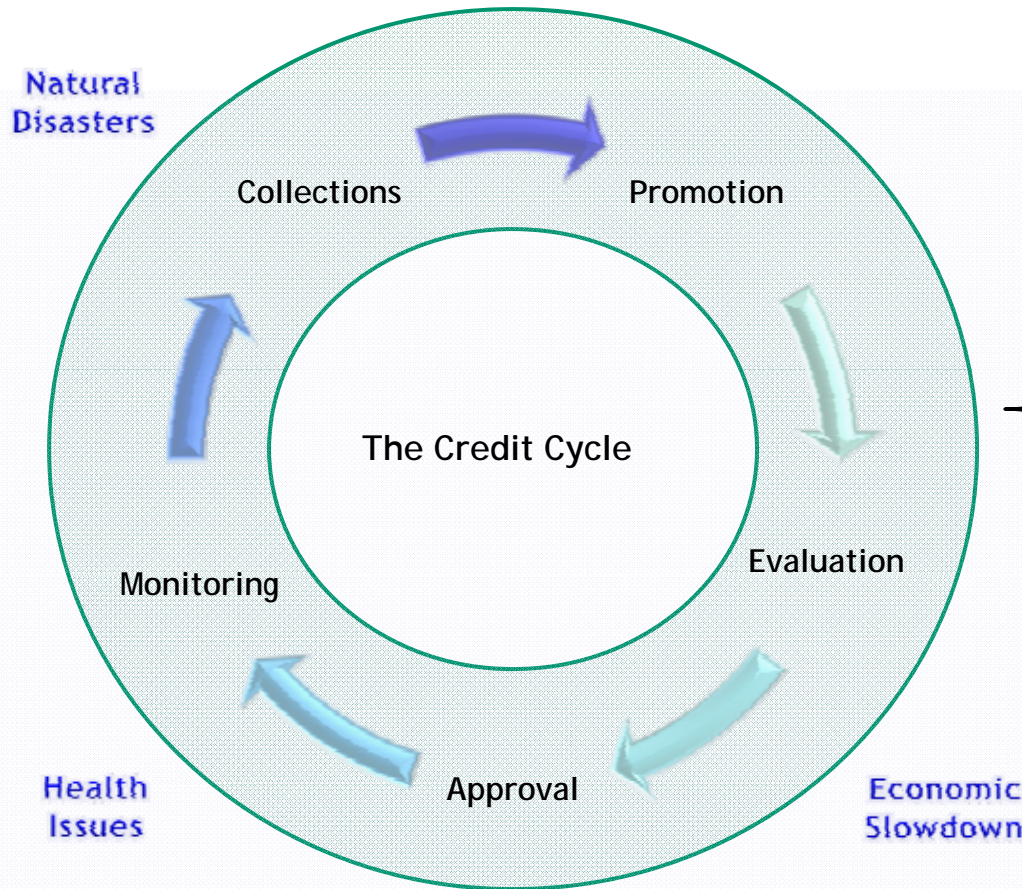 Natural
Disasters
Collections
Promotion
The Credit Cycle
Evaluation
Monitoring
Approval
Health
Issues
Economic
Slowdown